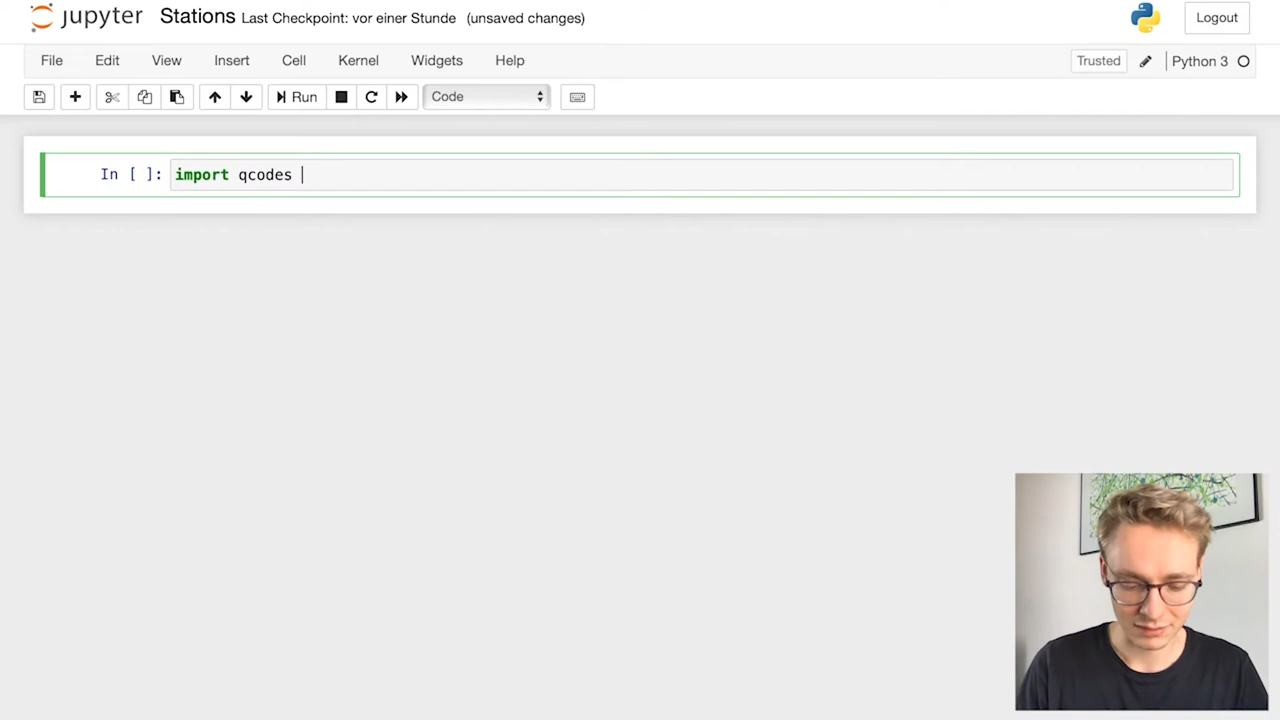 jupyter Stations Last Checkpoint: vor einer Stunde (unsaved changes) Logout
File Edit View Insert Cell Kernel Widgets Help Trusted Python 3
Run Code
In [ ]: import qcodes